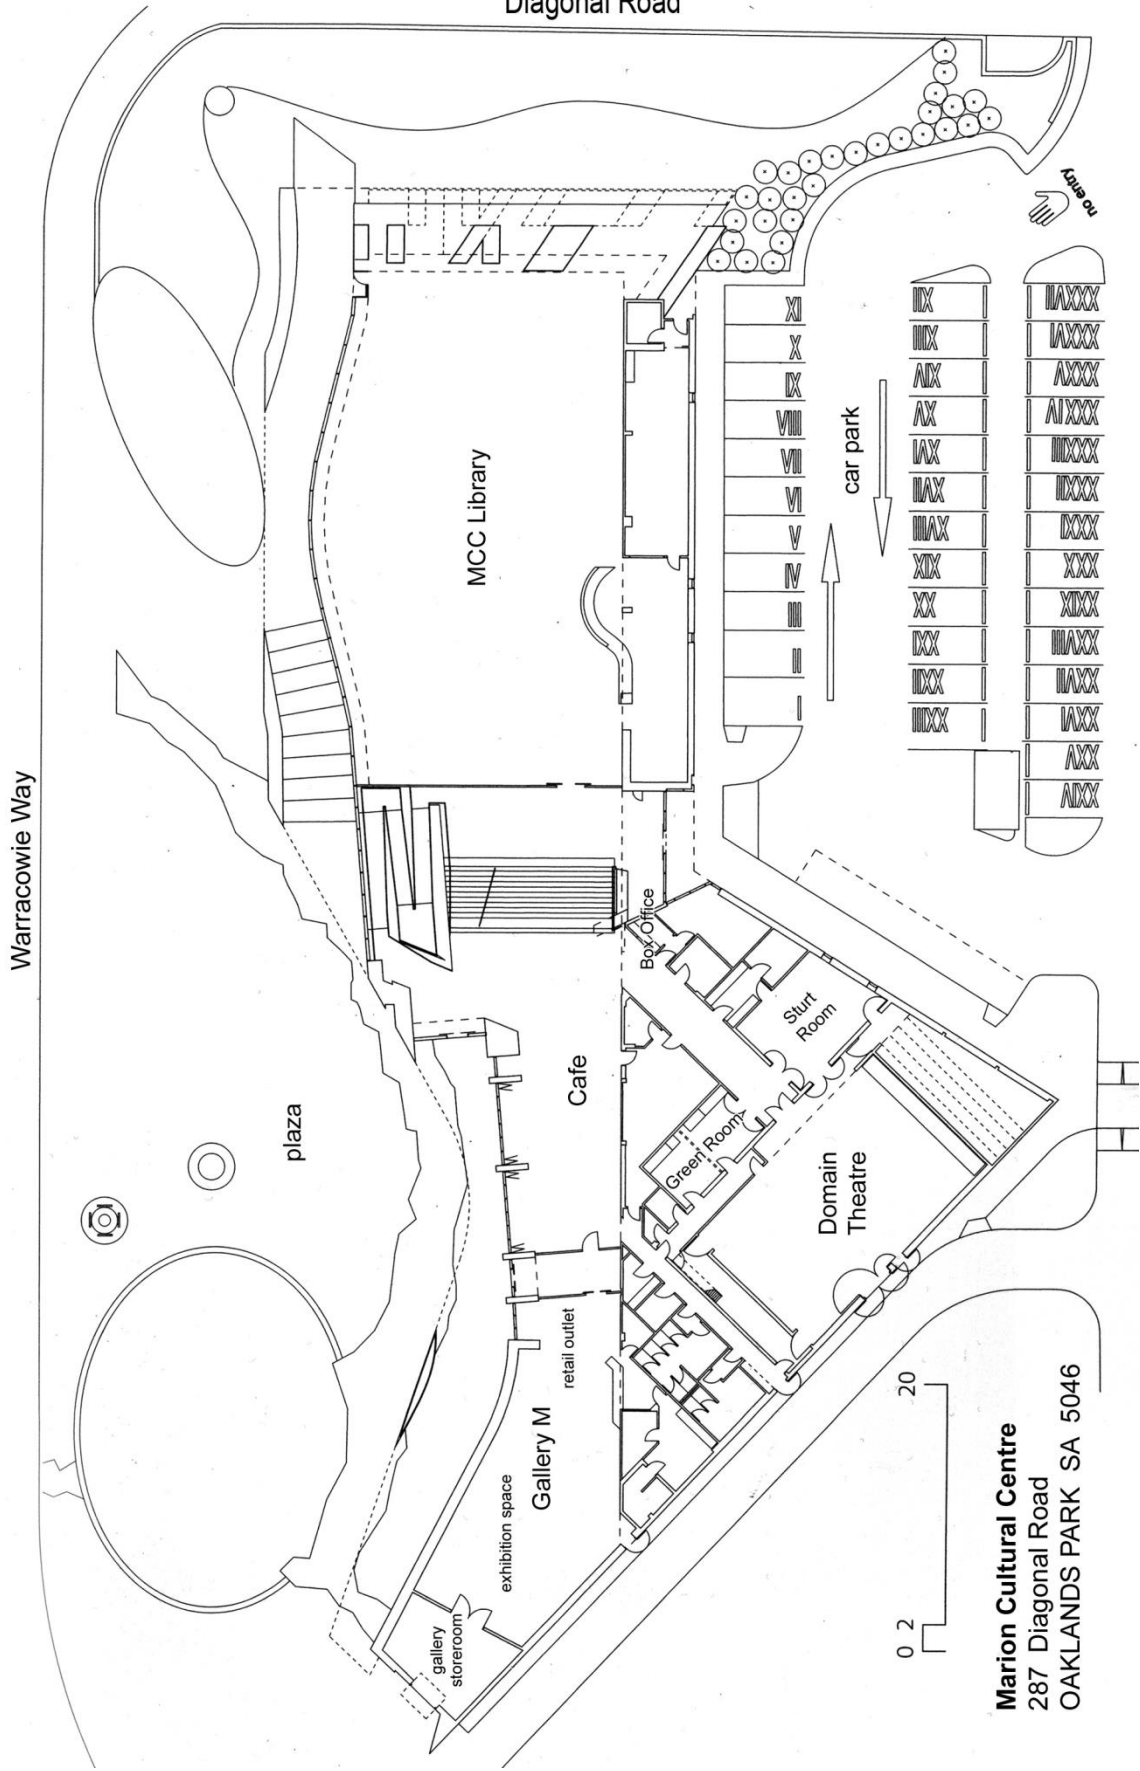 Diagonal Road
Warracowie Way
plaza
MCC Library
Cafe
Box Office
Sturt
Room
Green Room
Domain
Theatre
retail outlet
Gallery M
exhibition space
gallery
storeroom
car park
no entry
I
II
III
IV
V
VI
VII
VIII
IX
X
XI
XII
XIII
XIV
XV
XVI
XVII
XVIII
XIX
XX
XXI
XXII
XXIII
XXIV
XXV
XXVI
XXVII
XXVIII
XXIX
XXX
XXXI
XXXII
XXXIII
XXXIV
XXXV
XXXVI
XXXVII
0 2 20
Marion Cultural Centre
287 Diagonal Road
OAKLANDS PARK SA 5046